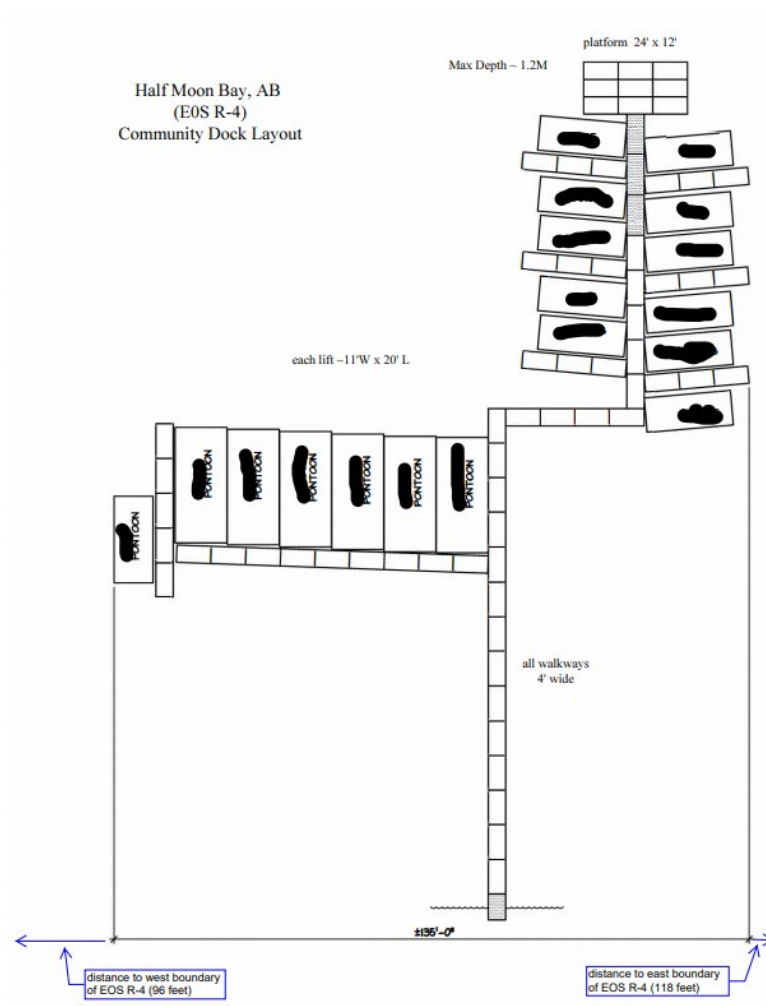 platform 24' x 12'
Max Depth ~ 1.2M
Half Moon Bay, AB
(E0S R-4)
Community Dock Layout
each lift ~11'W x 20' L
PONTOON
PONTOON
PONTOON
PONTOON
PONTOON
PONTOON
PONTOON
all walkways
4' wide
±135'-0"
distance to west boundary
of EOS R-4 (96 feet)
distance to east boundary
of EOS R-4 (118 feet)